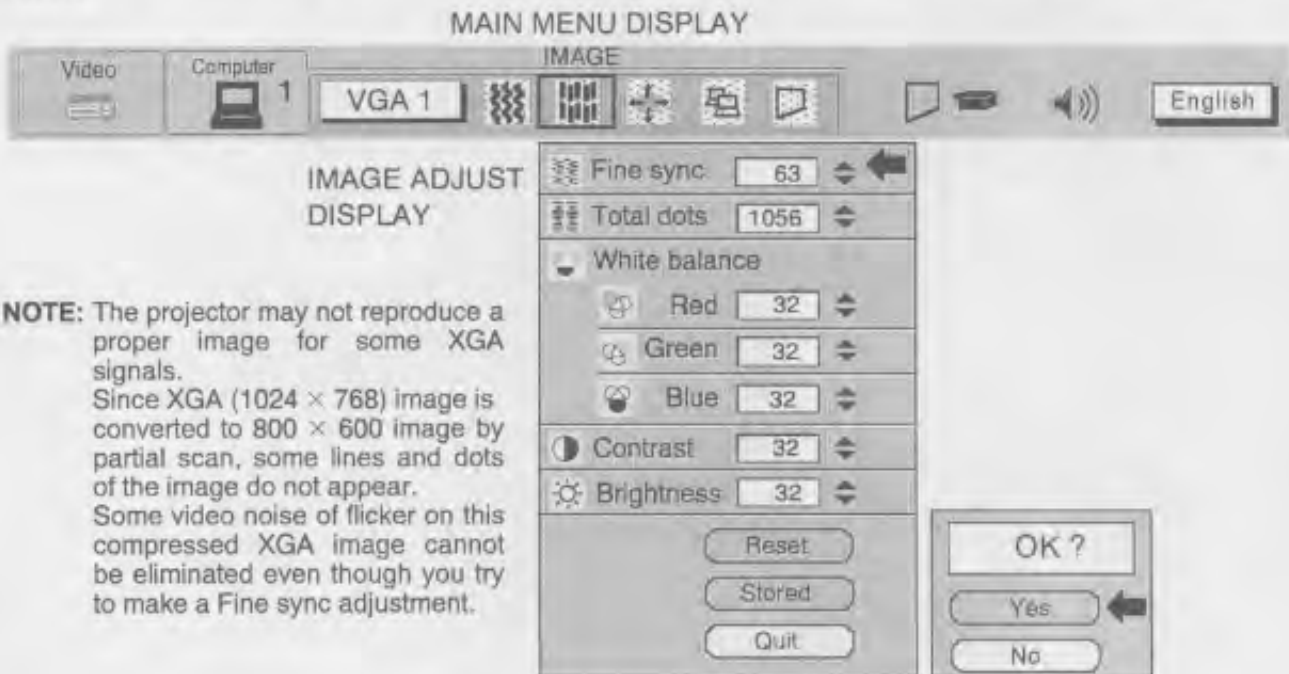 MAIN MENU DISPLAY
IMAGE
Video
Computer
1
VGA 1
English
IMAGE ADJUST
DISPLAY
Fine sync 63
Total dots 1056
White balance
Red 32
Green 32
Blue 32
Contrast 32
Brightness 32
Reset
Stored
Quit
OK ?
Yes
No
NOTE: The projector may not reproduce a
proper image for some XGA
signals.
Since XGA (1024 × 768) image is
converted to 800 × 600 image by
partial scan, some lines and dots
of the image do not appear.
Some video noise of flicker on this
compressed XGA image cannot
be eliminated even though you try
to make a Fine sync adjustment.